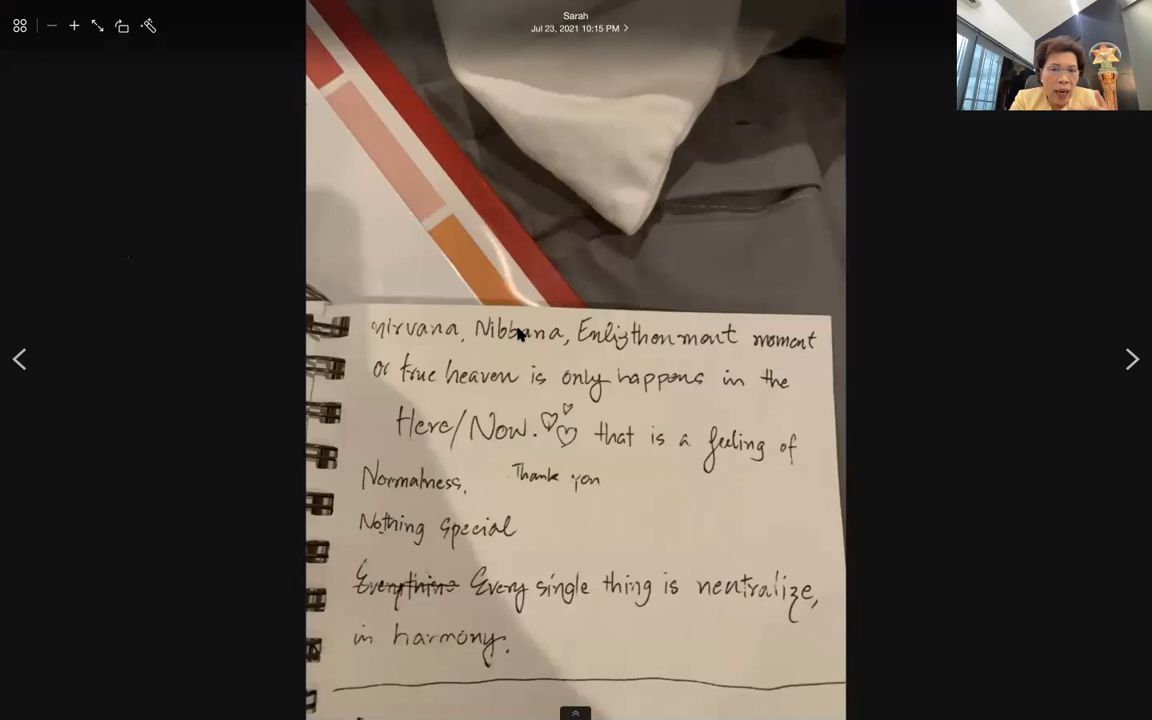 Sarah
Jul 23, 2021 10:15 PM
nirvana, Nibbana, Enligthenment moment
or true heaven is only happens in the
Here/Now. that is a feeling of
Normalness. Thank you
Nothing special
Everything Every single thing is neutralize,
in harmony.